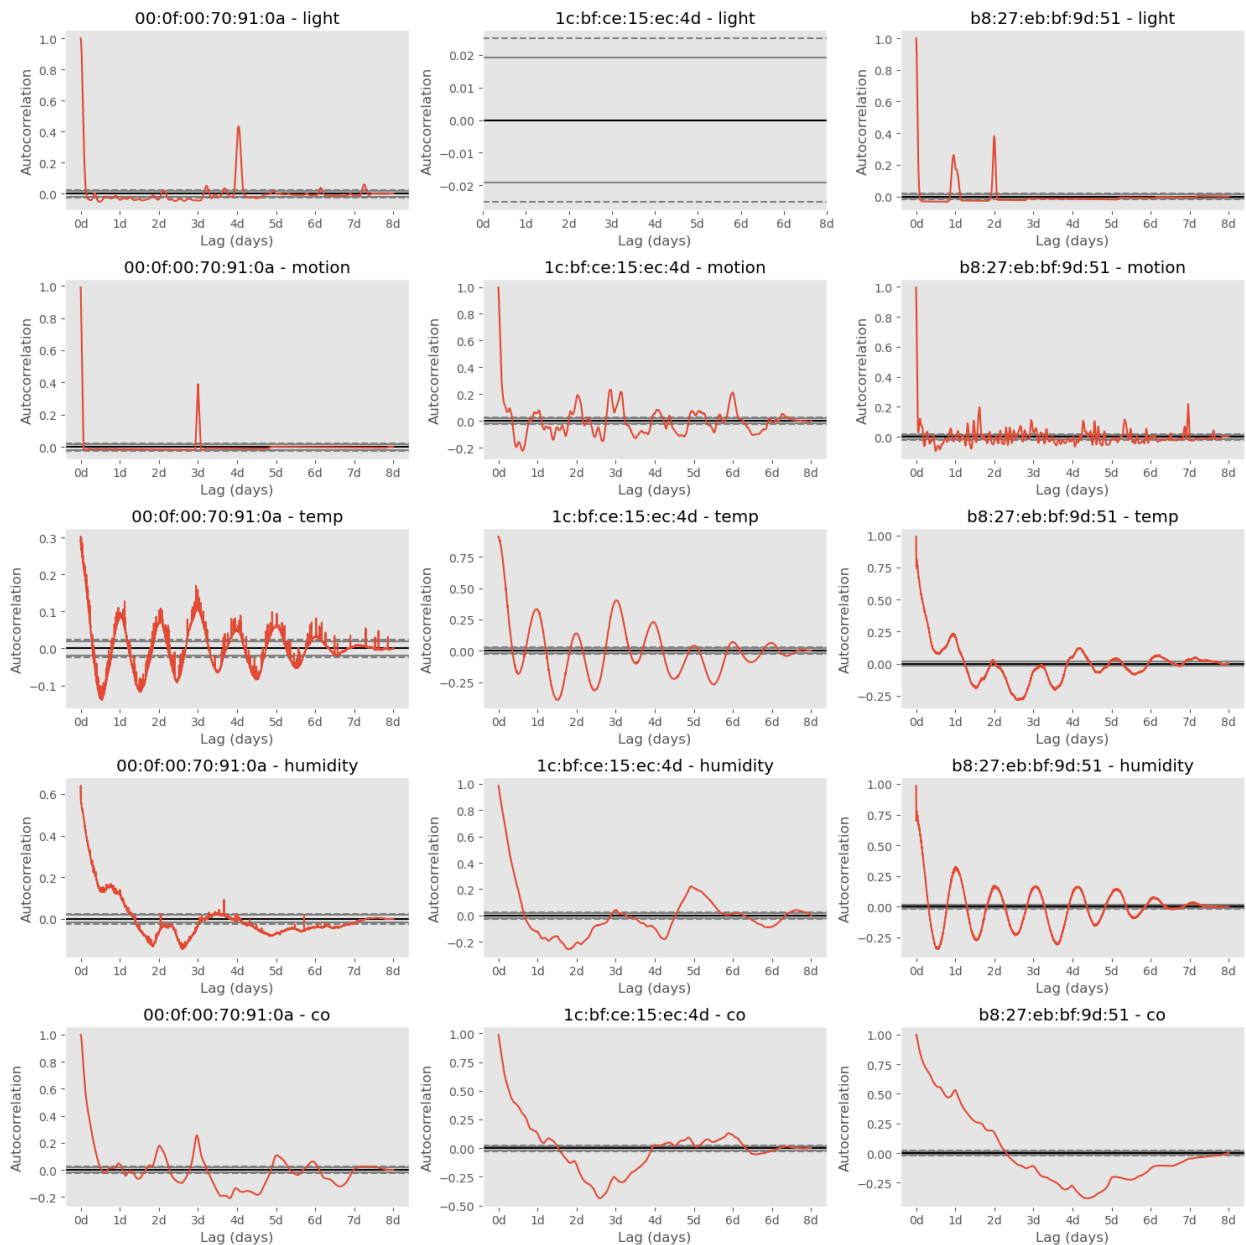 00:0f:00:70:91:0a - light
1c:bf:ce:15:ec:4d - light
b8:27:eb:bf:9d:51 - light
Autocorrelation
1.0
0.8
0.6
0.4
0.2
0.0
0d 1d 2d 3d 4d 5d 6d 7d 8d
Lag (days)
Autocorrelation
0.02
0.01
0.00
−0.01
−0.02
0d 1d 2d 3d 4d 5d 6d 7d 8d
Lag (days)
Autocorrelation
1.0
0.8
0.6
0.4
0.2
0.0
0d 1d 2d 3d 4d 5d 6d 7d 8d
Lag (days)
00:0f:00:70:91:0a - motion
1c:bf:ce:15:ec:4d - motion
b8:27:eb:bf:9d:51 - motion
Autocorrelation
1.0
0.8
0.6
0.4
0.2
0.0
0d 1d 2d 3d 4d 5d 6d 7d 8d
Lag (days)
Autocorrelation
1.0
0.8
0.6
0.4
0.2
0.0
−0.2
0d 1d 2d 3d 4d 5d 6d 7d 8d
Lag (days)
Autocorrelation
1.0
0.8
0.6
0.4
0.2
0.0
0d 1d 2d 3d 4d 5d 6d 7d 8d
Lag (days)
00:0f:00:70:91:0a - temp
1c:bf:ce:15:ec:4d - temp
b8:27:eb:bf:9d:51 - temp
Autocorrelation
0.3
0.2
0.1
0.0
−0.1
0d 1d 2d 3d 4d 5d 6d 7d 8d
Lag (days)
Autocorrelation
0.75
0.50
0.25
0.00
−0.25
0d 1d 2d 3d 4d 5d 6d 7d 8d
Lag (days)
Autocorrelation
1.00
0.75
0.50
0.25
0.00
−0.25
0d 1d 2d 3d 4d 5d 6d 7d 8d
Lag (days)
00:0f:00:70:91:0a - humidity
1c:bf:ce:15:ec:4d - humidity
b8:27:eb:bf:9d:51 - humidity
Autocorrelation
0.6
0.4
0.2
0.0
0d 1d 2d 3d 4d 5d 6d 7d 8d
Lag (days)
Autocorrelation
1.0
0.8
0.6
0.4
0.2
0.0
−0.2
0d 1d 2d 3d 4d 5d 6d 7d 8d
Lag (days)
Autocorrelation
1.00
0.75
0.50
0.25
0.00
−0.25
0d 1d 2d 3d 4d 5d 6d 7d 8d
Lag (days)
00:0f:00:70:91:0a - co
1c:bf:ce:15:ec:4d - co
b8:27:eb:bf:9d:51 - co
Autocorrelation
1.0
0.8
0.6
0.4
0.2
0.0
−0.2
0d 1d 2d 3d 4d 5d 6d 7d 8d
Lag (days)
Autocorrelation
1.00
0.75
0.50
0.25
0.00
−0.25
−0.50
0d 1d 2d 3d 4d 5d 6d 7d 8d
Lag (days)
Autocorrelation
1.00
0.75
0.50
0.25
0.00
−0.25
0d 1d 2d 3d 4d 5d 6d 7d 8d
Lag (days)